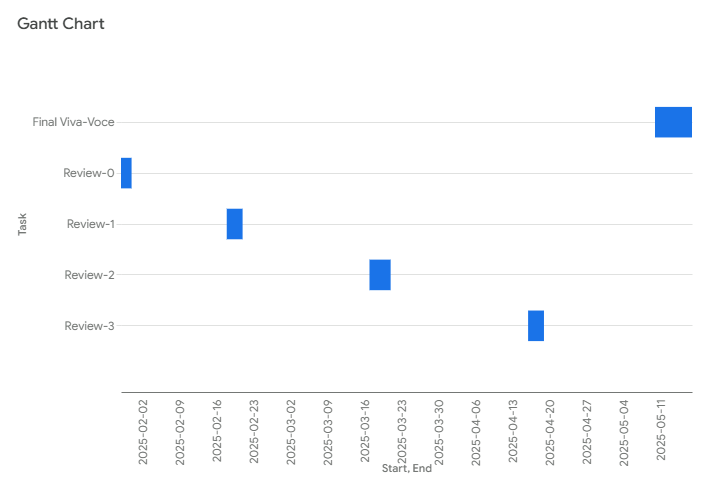 Gantt Chart
Final Viva-Voce
Review-0
Review-1
Review-2
Review-3
Task
2025-02-02
2025-02-09
2025-02-16
2025-02-23
2025-03-02
2025-03-09
2025-03-16
2025-03-23
2025-03-30
2025-04-06
2025-04-13
2025-04-20
2025-04-27
2025-05-04
2025-05-11
Start, End